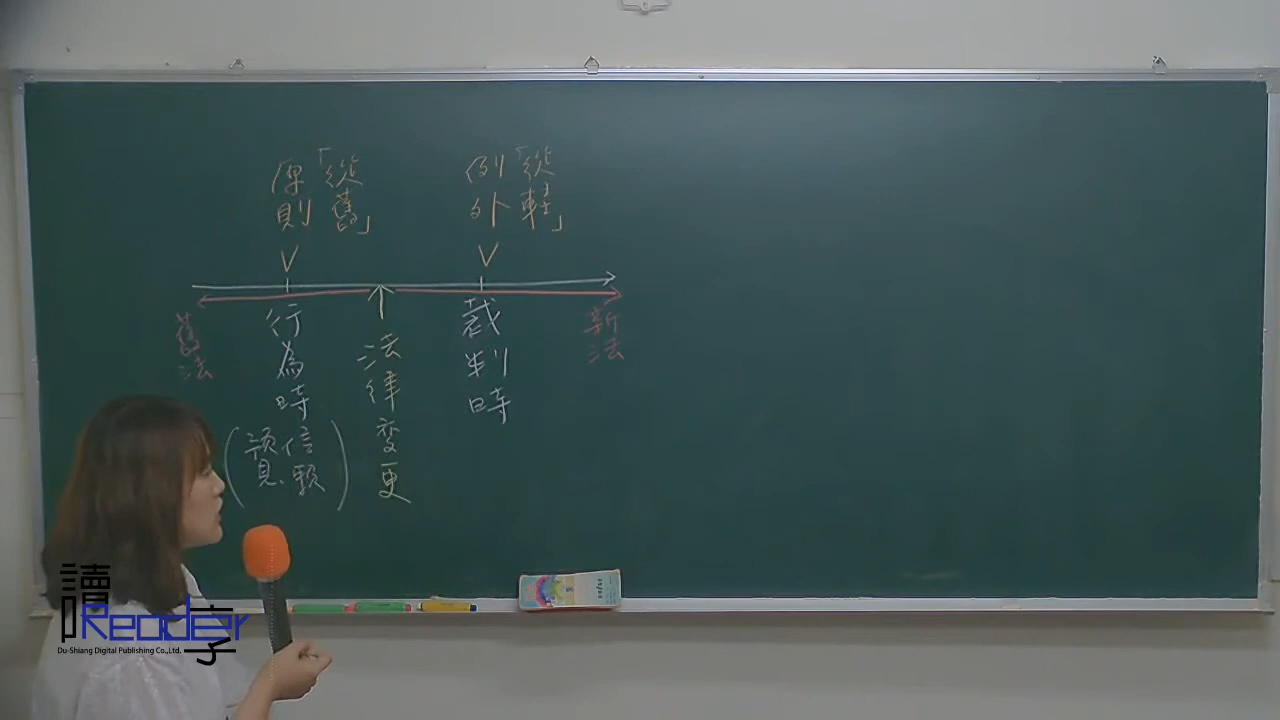 原則「從舊」
例外「從輕」
V
V
舊法
行為時
(預見、信賴)
法律變更
裁判時
新法
讀享
Reader
Du-Shiang Digital Publishing Co.,Ltd.